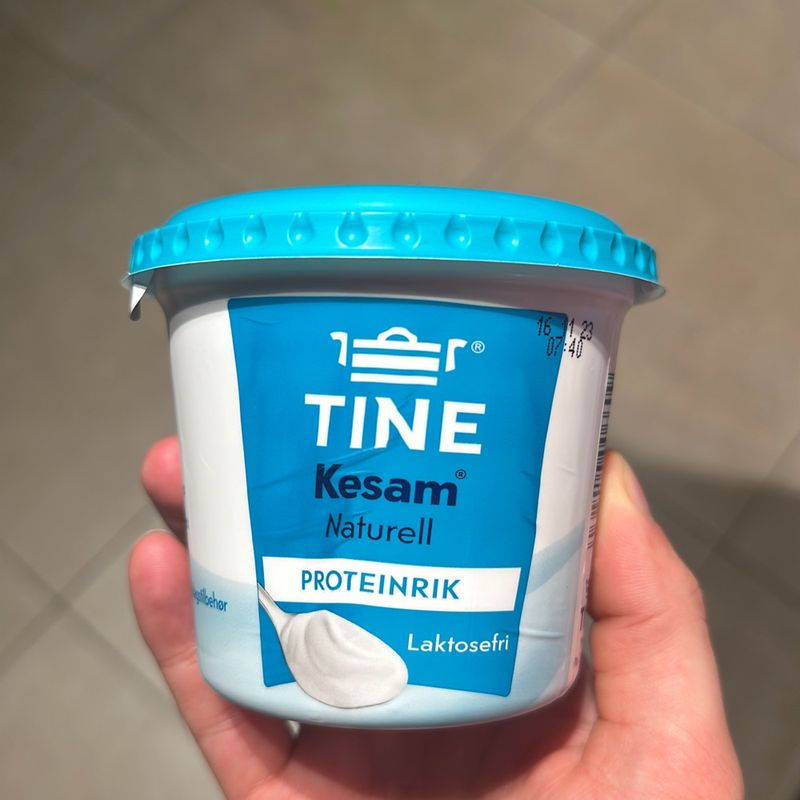 16 11 23
07:40
®
TINE
Kesam®
Naturell
PROTEINRIK
Laktosefri